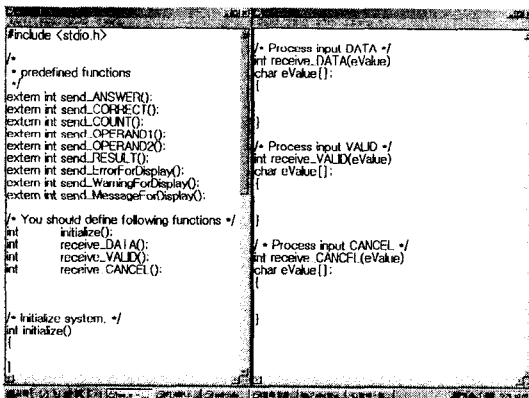 #include <stdio.h>
/*
* predefined functions
*/
extern int send_ANSWER();
extern int send_CORRECT();
extern int send_COUNT();
extern int send_OPERAND1();
extern int send_OPERAND2();
extern int send_RESULT();
extern int send_ErrorForDisplay();
extern int send_WarningForDisplay();
extern int send_MessageForDisplay();
/* You should define following functions */
int initialize();
int receive_DATA();
int receive_VALID();
int receive_CANCEL();
/* Initialize system. */
int initialize()
{
/* Process input DATA */
int receive_DATA(eValue)
char eValue[];
{
}
/* Process input VALID */
int receive_VALID(eValue)
char eValue[];
{
}
/* Process input CANCEL */
int receive_CANCEL(eValue)
char eValue[];
{
}